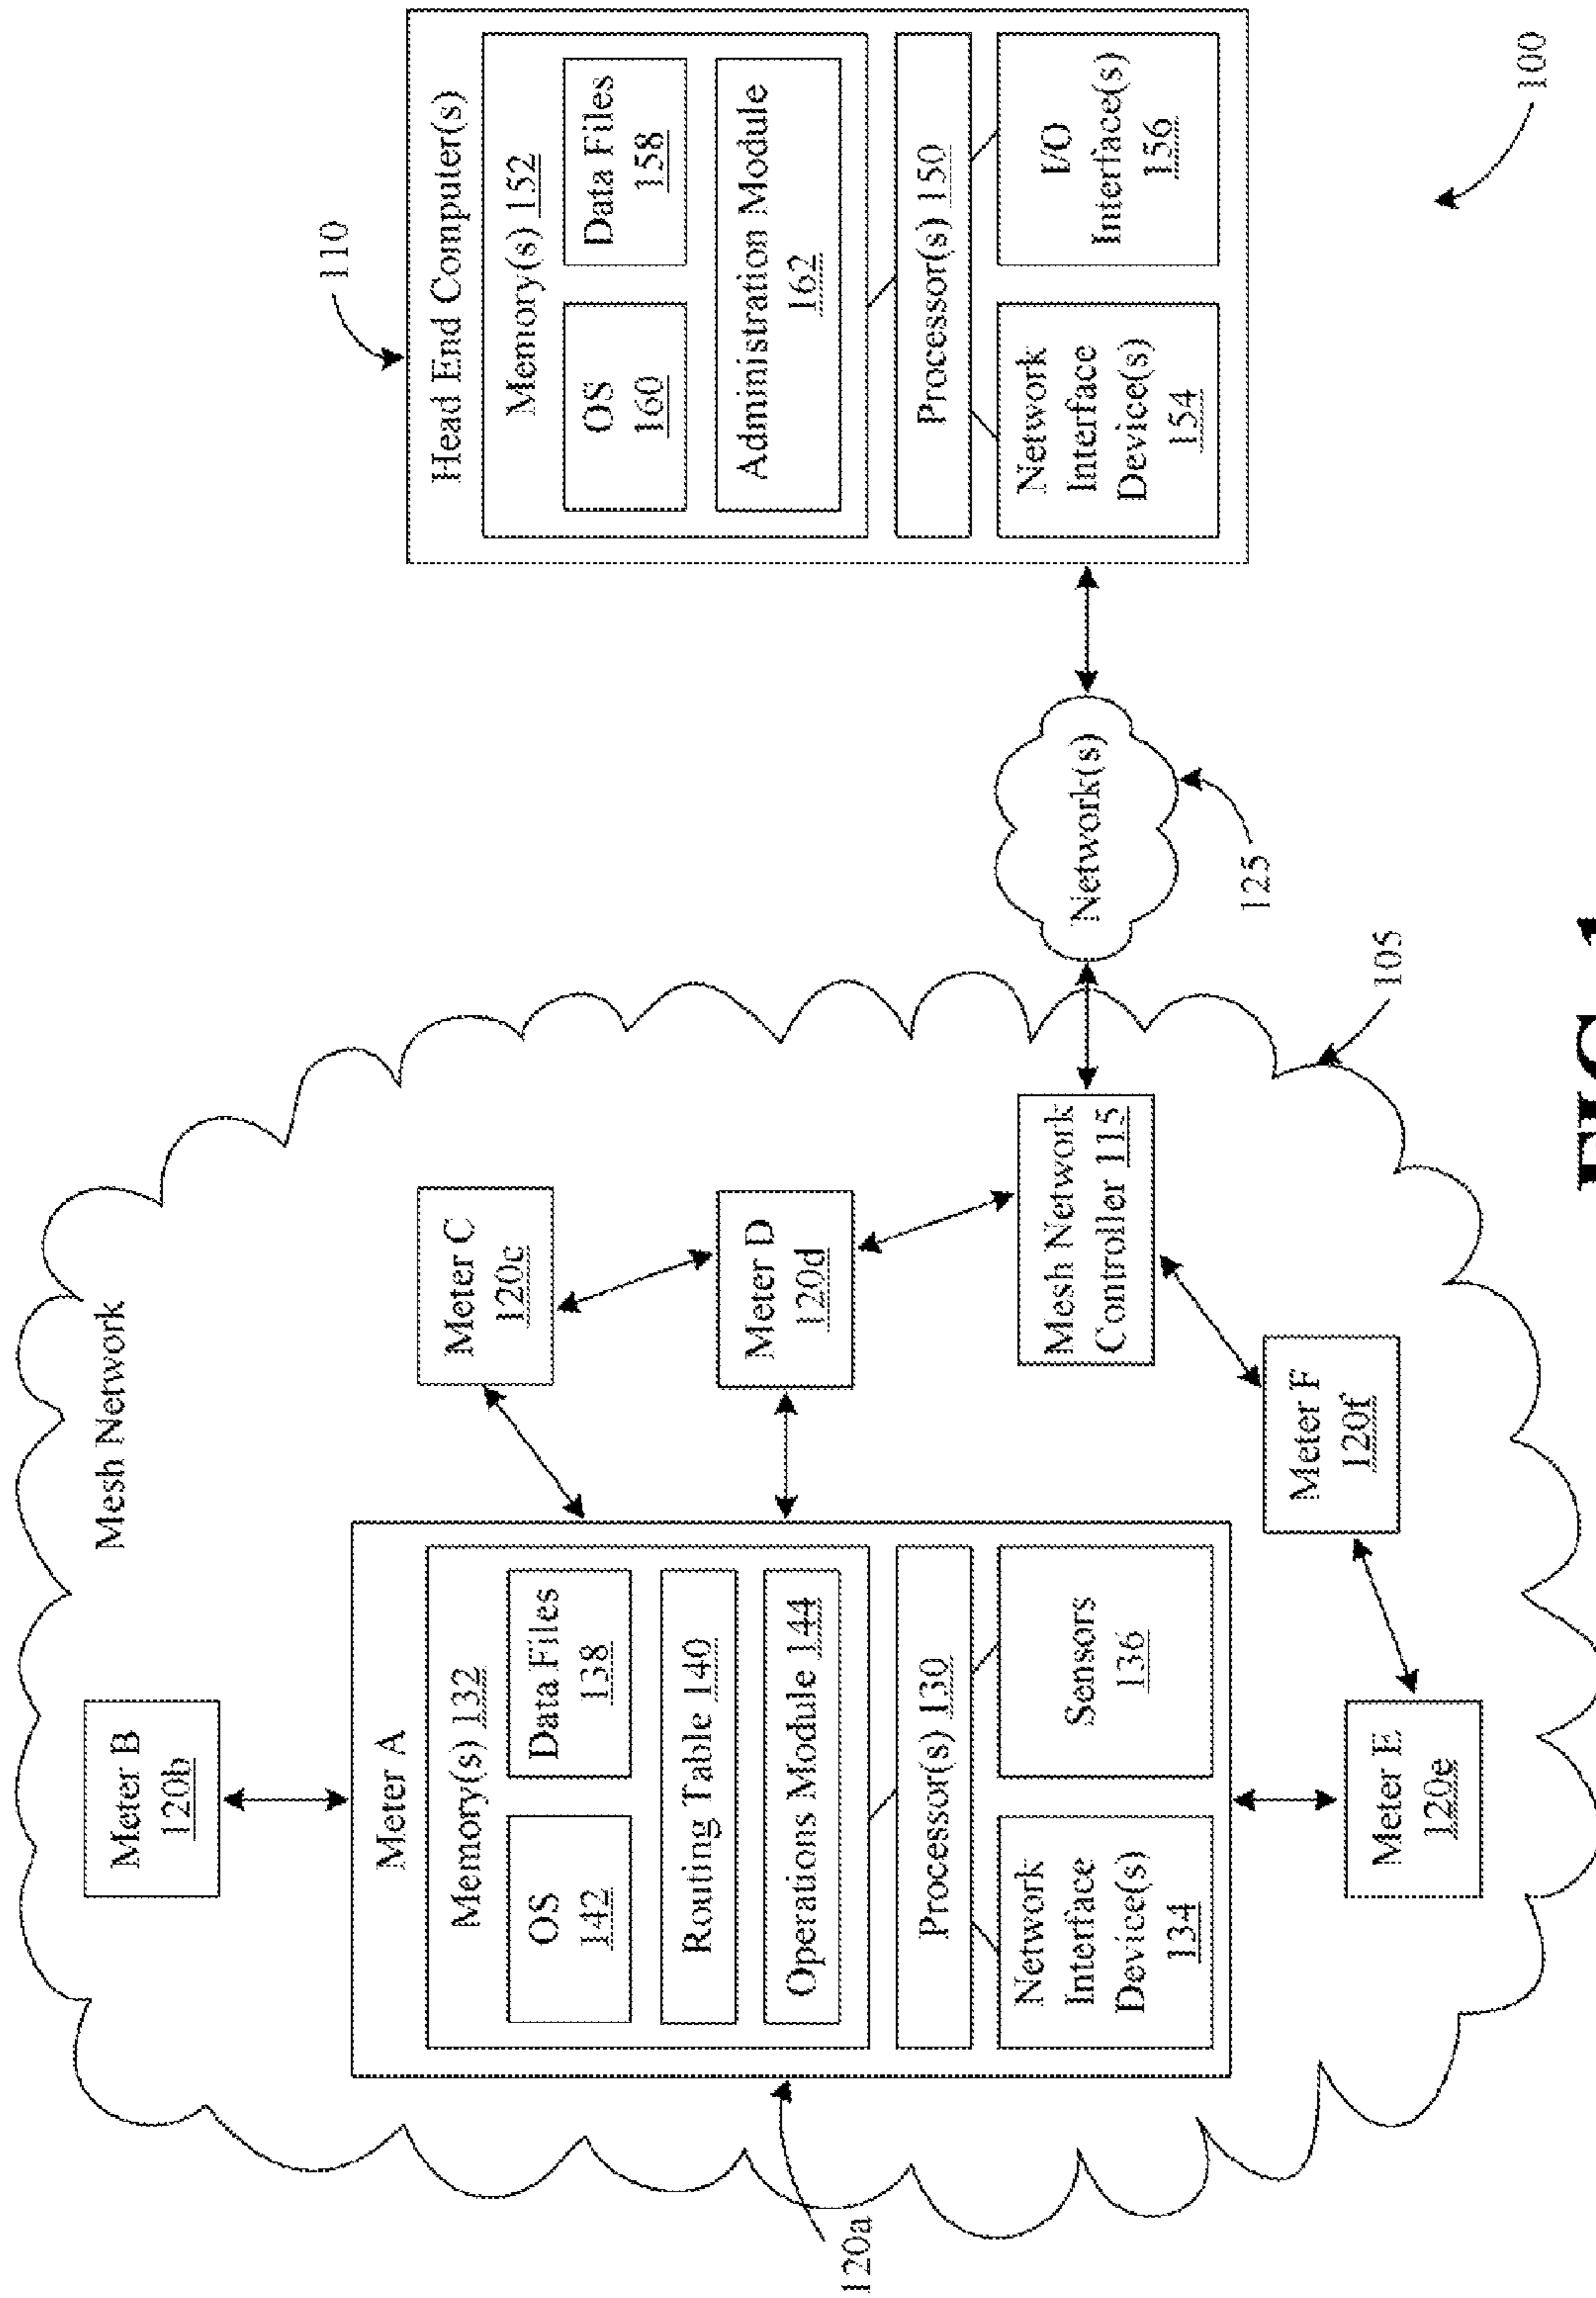 Mesh Network
Meter B
120b
Meter A
Memory(s) 132
OS
142
Data Files
138
Routing Table 140
Operations Module 144
Processor(s) 130
Network
Interface
Device(s)
134
Sensors
136
120a
Meter C
120c
Meter D
120d
Mesh Network
Controller 115
Meter E
120e
Meter F
120f
105
Network(s)
125
110
Head End Computer(s)
Memory(s) 152
OS
160
Data Files
158
Administration Module
162
Processor(s) 150
Network
Interface
Device(s)
154
I/O
Interface(s)
156
100